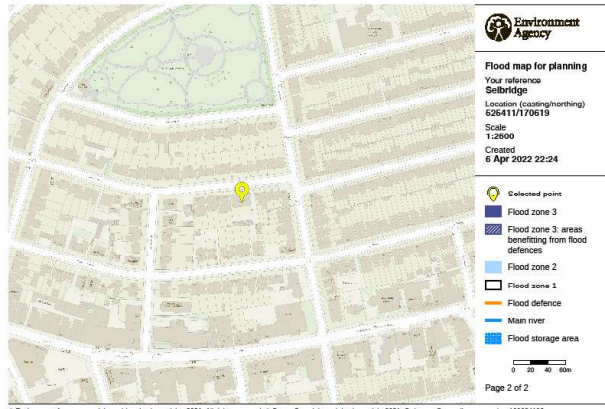 Environment
Agency
Flood map for planning
Your reference
Selbridge
Location (easting/northing)
526411/170619
Scale
1:2500
Created
6 Apr 2022 22:24
Selected point
Flood zone 3
Flood zone 3: areas
benefitting from flood
defences
Flood zone 2
Flood zone 1
Flood defence
Main river
Flood storage area
0 20 40 60m
Page 2 of 2